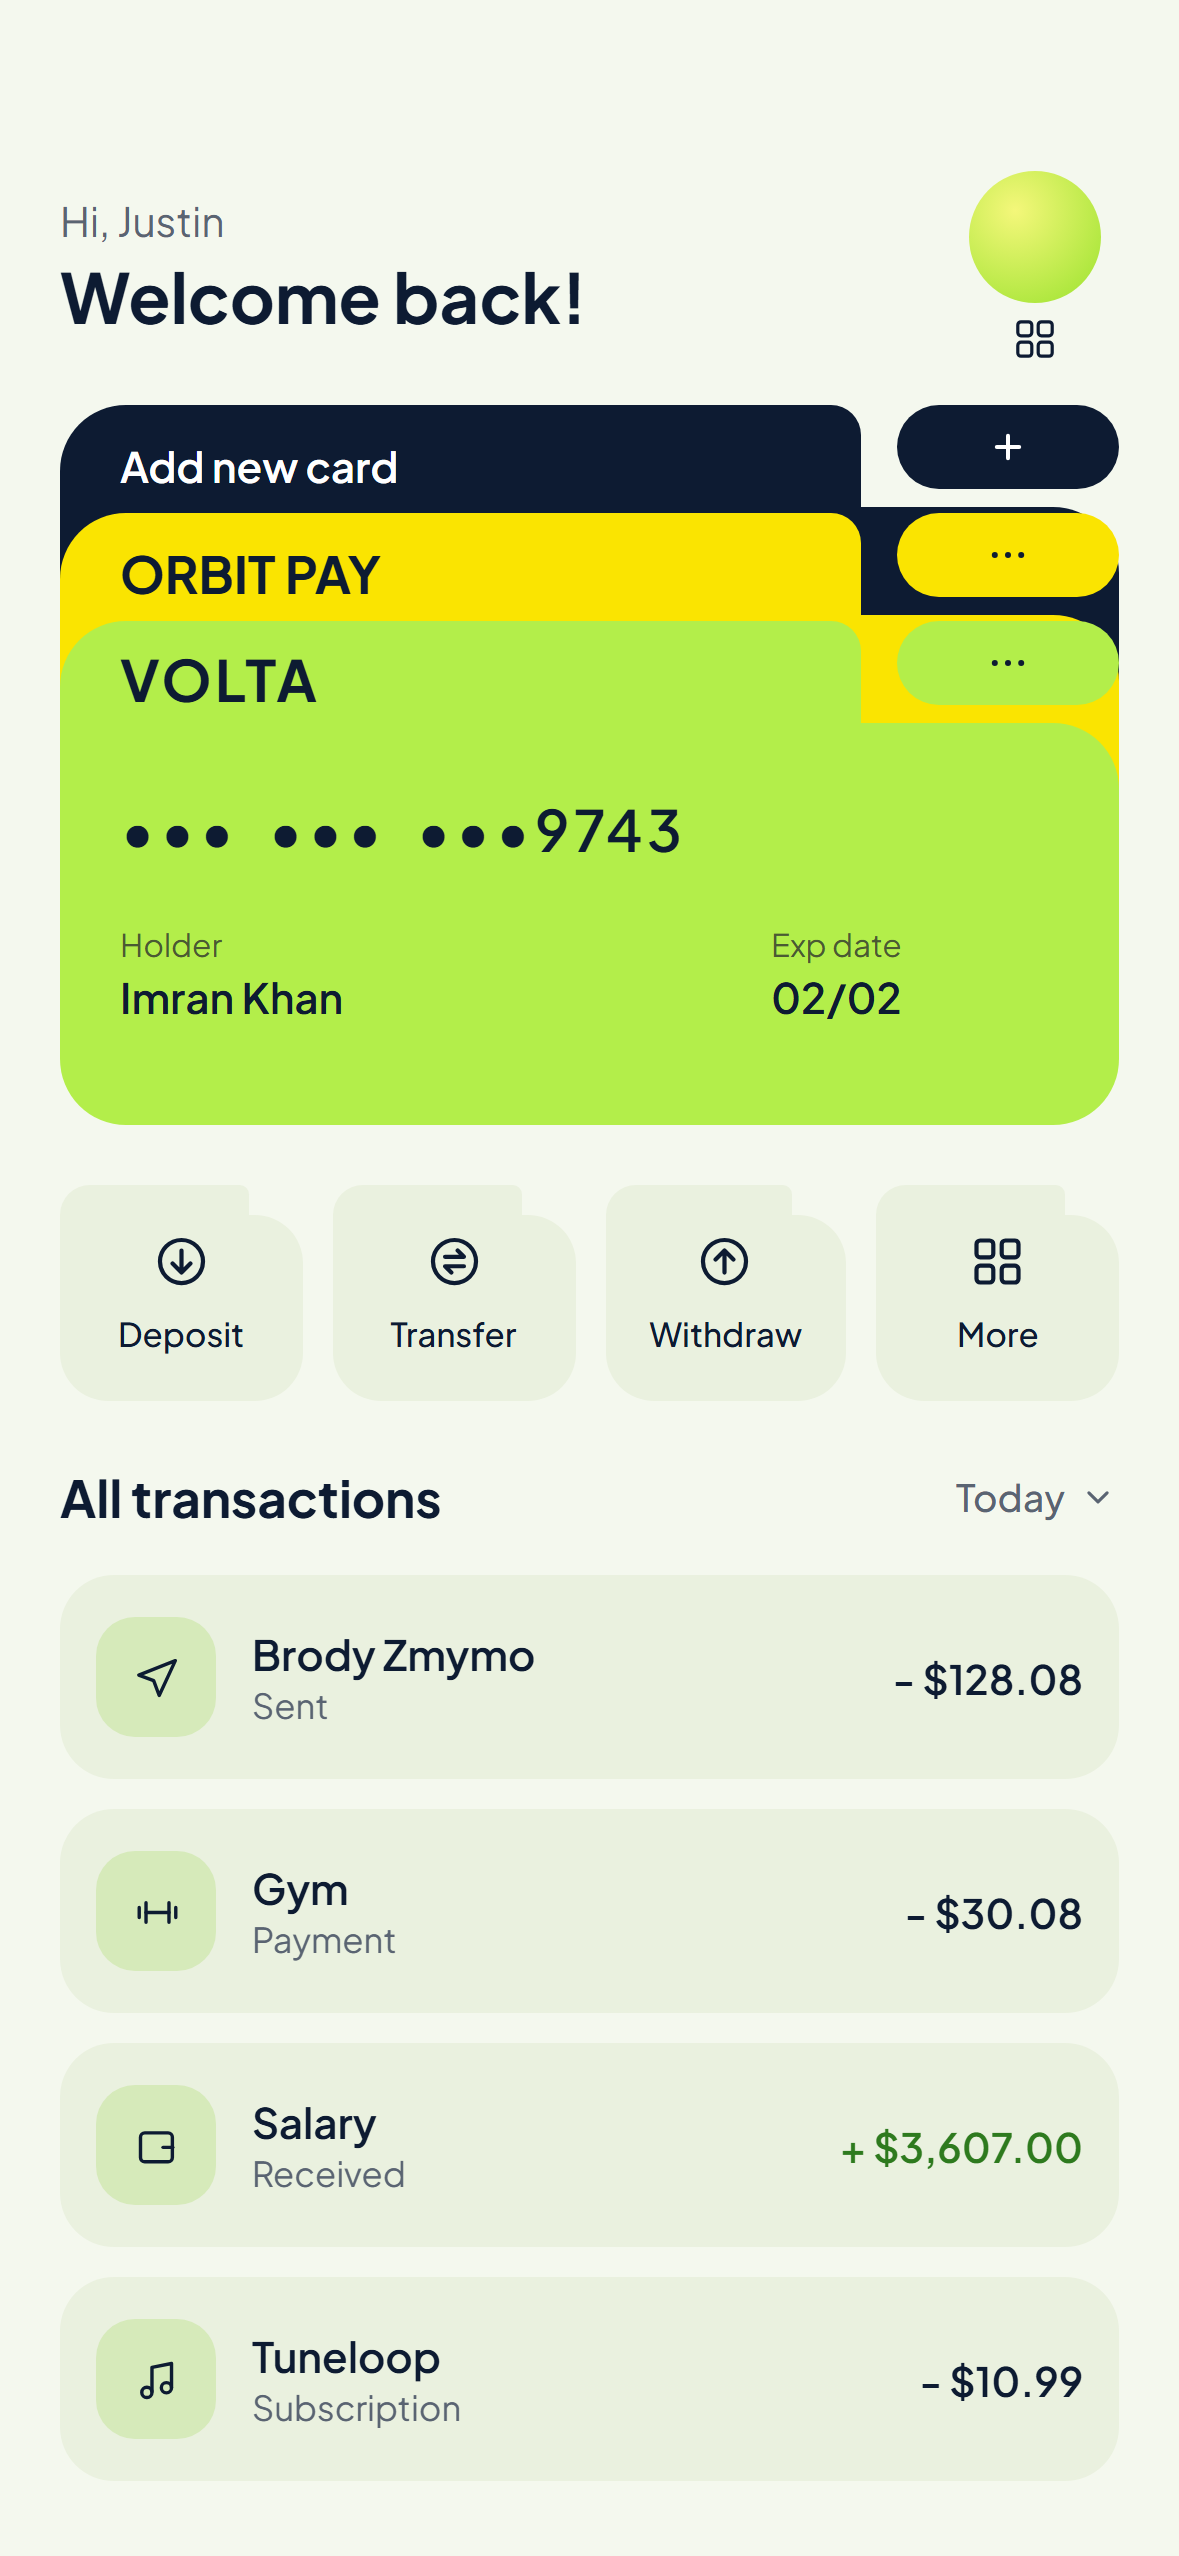 Hi, Justin
Welcome back!
Add new card
ORBIT PAY
VOLTA
••• ••• •••9743
Holder
Exp date
Imran Khan
02/02
Deposit
Transfer
Withdraw
More
All transactions
Today
Brody Zmymo
- $128.08
Sent
Gym
- $30.08
Payment
Salary
+ $3,607.00
Received
Tuneloop
- $10.99
Subscription